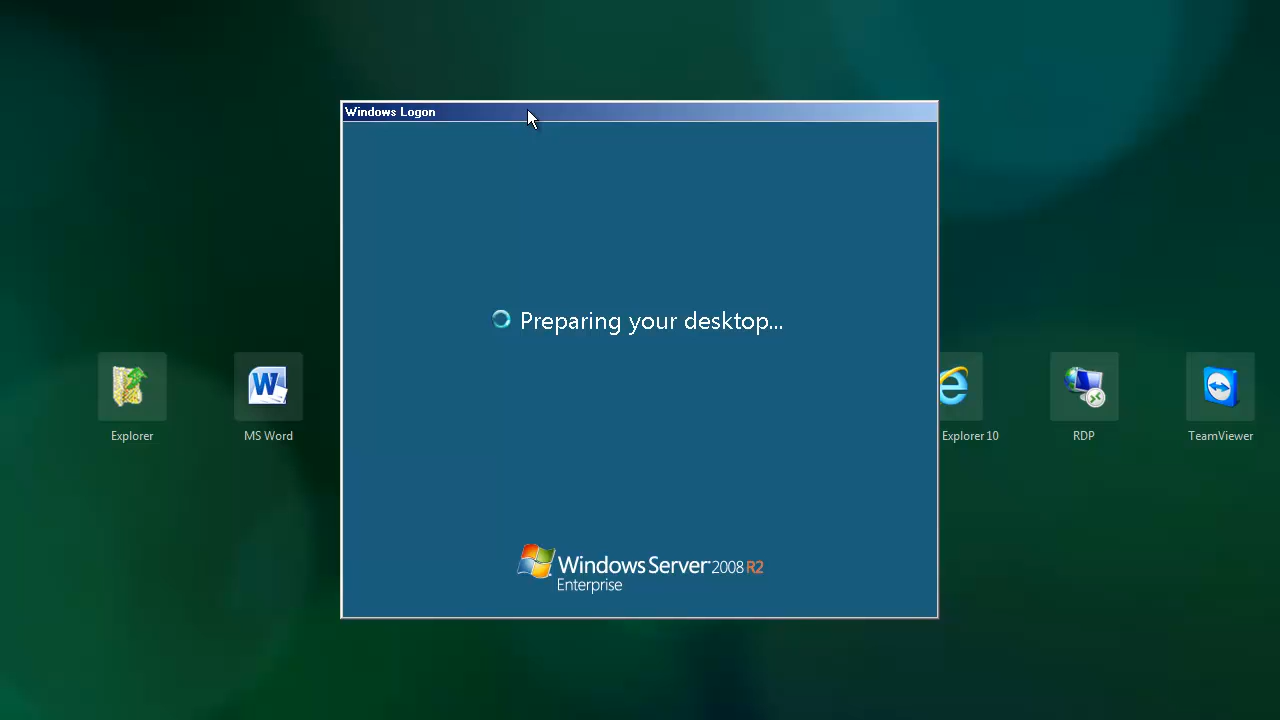 Windows Logon
Preparing your desktop...
Explorer
MS Word
Explorer 10
RDP
TeamViewer
Windows Server 2008 R2
Enterprise